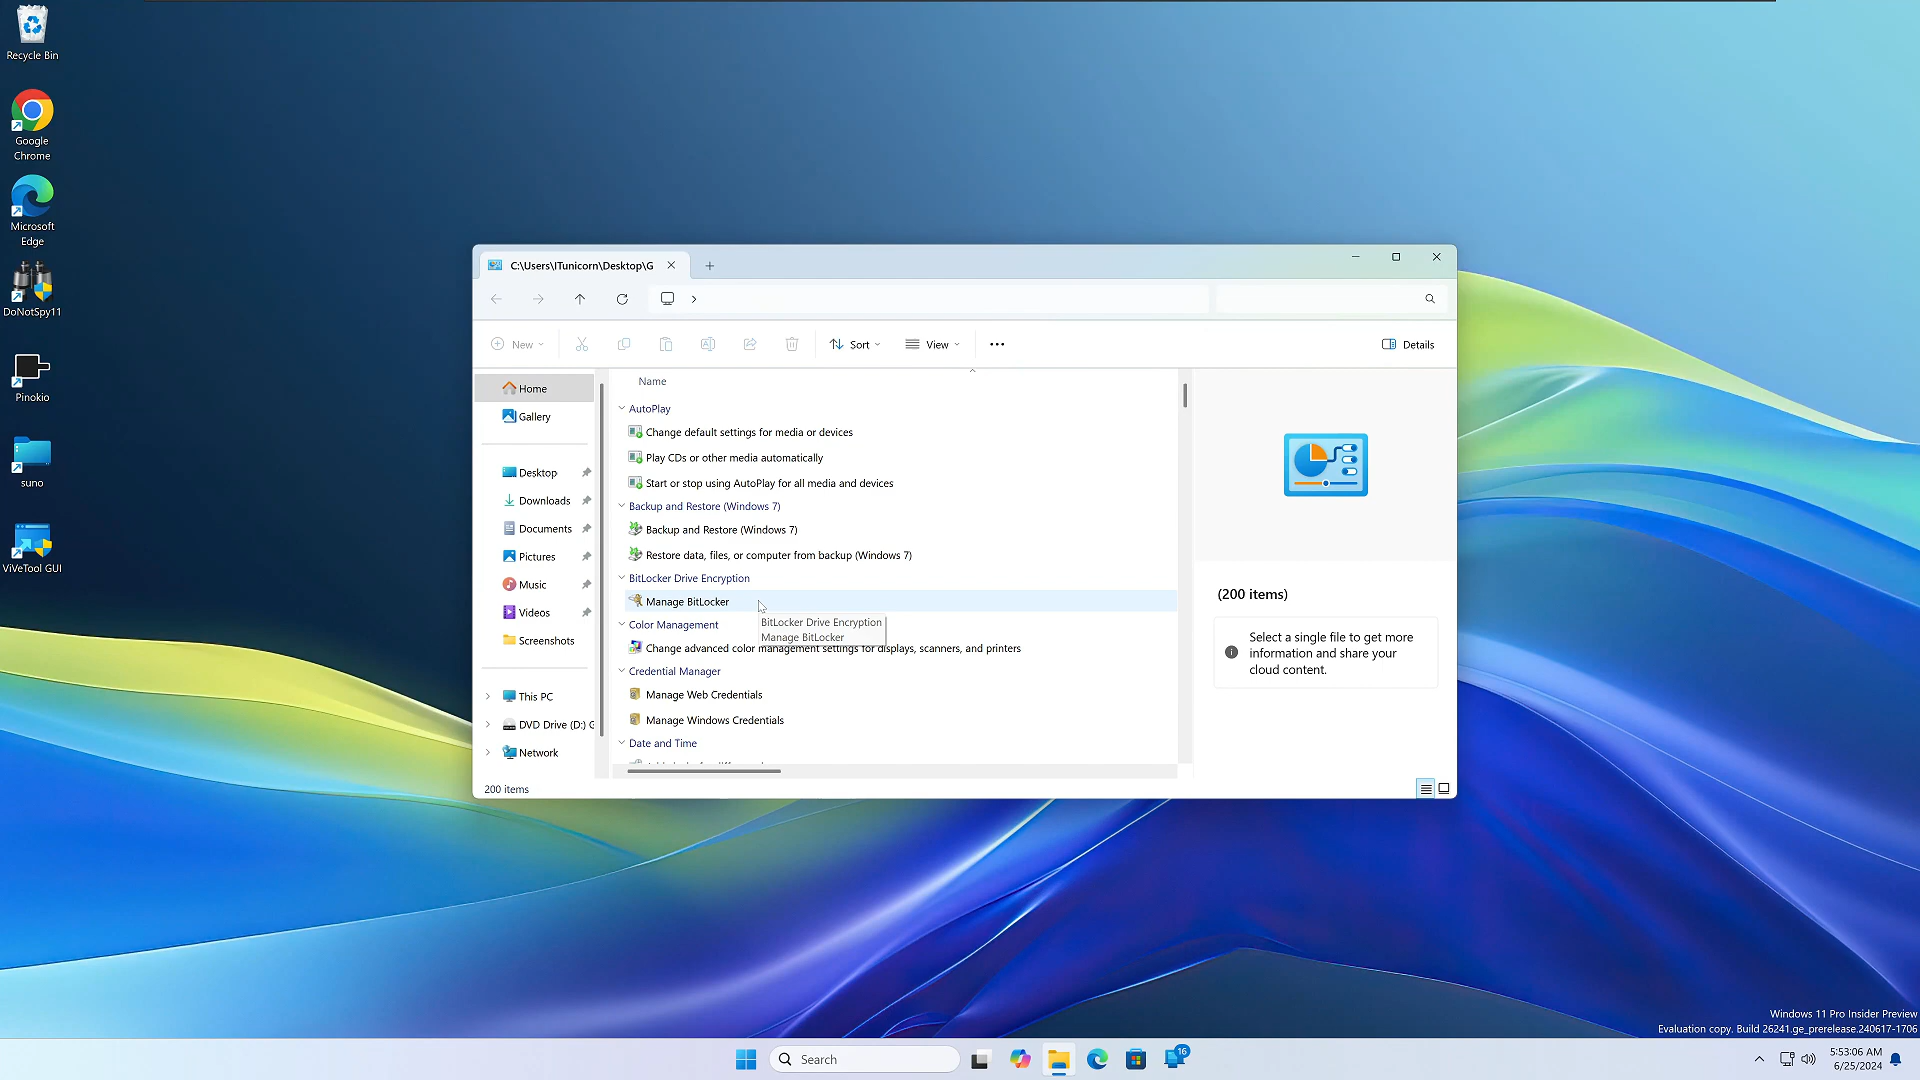 Recycle Bin
Google
Chrome
Microsoft
Edge
DoNotSpy11
Pinokio
suno
ViVeTool GUI
C:\Users\ITunicorn\Desktop\G
New
Sort
View
Details
Home
Gallery
Desktop
Downloads
Documents
Pictures
Music
Videos
Screenshots
This PC
DVD Drive (D:) G
Network
Name
AutoPlay
Change default settings for media or devices
Play CDs or other media automatically
Start or stop using AutoPlay for all media and devices
Backup and Restore (Windows 7)
Backup and Restore (Windows 7)
Restore data, files, or computer from backup (Windows 7)
BitLocker Drive Encryption
Manage BitLocker
BitLocker Drive Encryption
Manage BitLocker
Color Management
Change advanced color management settings for displays, scanners, and printers
Credential Manager
Manage Web Credentials
Manage Windows Credentials
Date and Time
(200 items)
Select a single file to get more
information and share your
cloud content.
200 items
Windows 11 Pro Insider Preview
Evaluation copy. Build 26241.ge_prerelease.240617-1706
Search
16
5:53:06 AM
6/25/2024